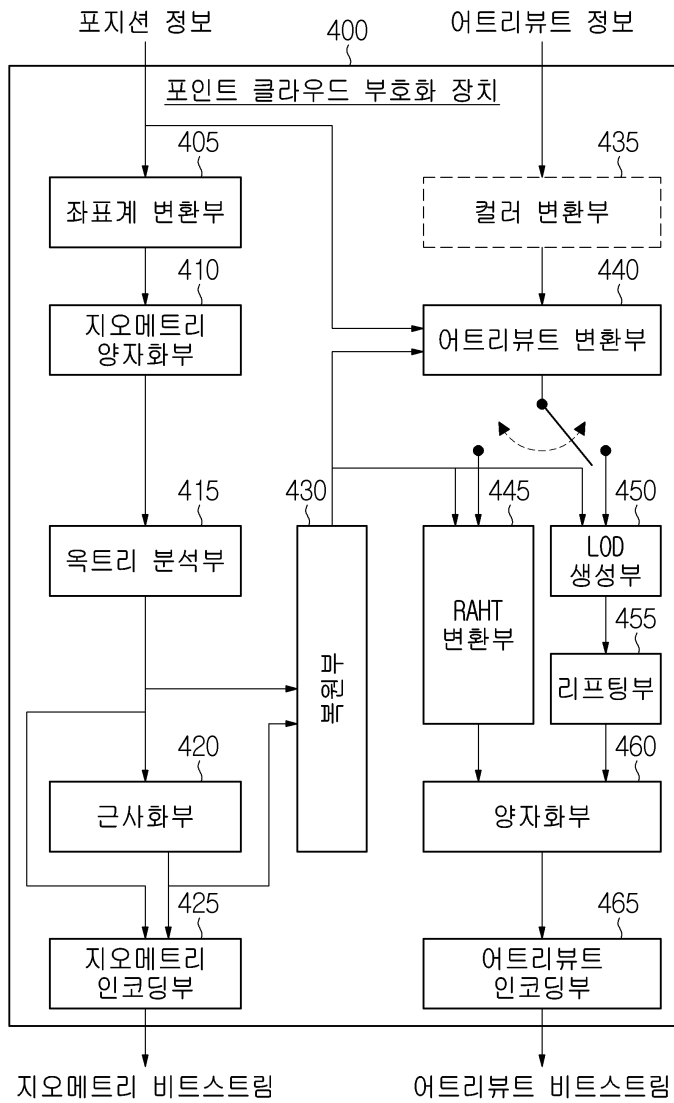 포지션 정보
400
어트리뷰트 정보
포인트 클라우드 부호화 장치
405
435
좌표계 변환부
컬러 변환부
410
440
지오메트리
양자화부
어트리뷰트 변환부
415
430
445
450
옥트리 분석부
LOD
생성부
RAHT
변환부
455
복원부
리프팅부
420
460
근사화부
양자화부
425
465
지오메트리
인코딩부
어트리뷰트
인코딩부
지오메트리 비트스트림
어트리뷰트 비트스트림